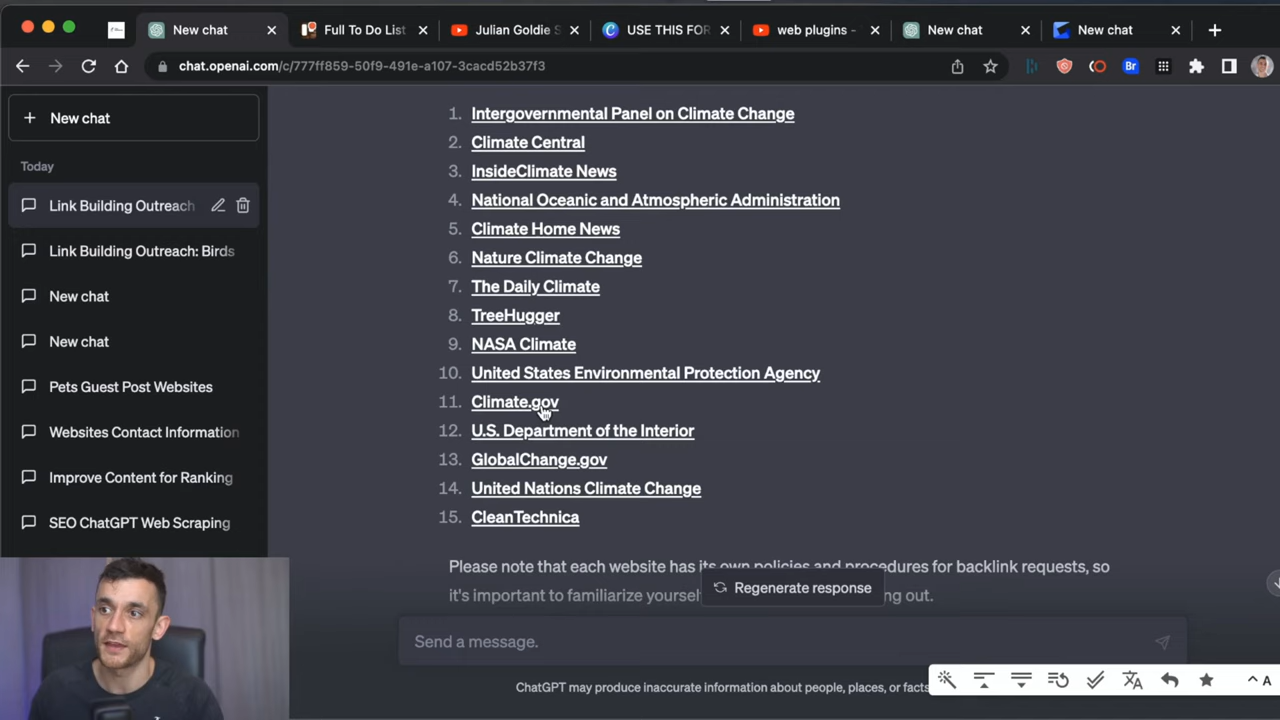 New chat
Full To Do List
Julian Goldie S
USE THIS FOR
web plugins -
New chat
New chat
chat.openai.com/c/777ff859-50f9-491e-a107-3cacd52b37f3
Br
New chat
Today
Link Building Outreach
Link Building Outreach: Birds
New chat
New chat
Pets Guest Post Websites
Websites Contact Information
Improve Content for Ranking
SEO ChatGPT Web Scraping
1. Intergovernmental Panel on Climate Change
2. Climate Central
3. InsideClimate News
4. National Oceanic and Atmospheric Administration
5. Climate Home News
6. Nature Climate Change
7. The Daily Climate
8. TreeHugger
9. NASA Climate
10. United States Environmental Protection Agency
11. Climate.gov
12. U.S. Department of the Interior
13. GlobalChange.gov
14. United Nations Climate Change
15. CleanTechnica
Please note that each website has its own policies and procedures for backlink requests, so
it's important to familiarize yoursel ng out.
Regenerate response
Send a message.
ChatGPT may produce inaccurate information about people, places, or facts
A